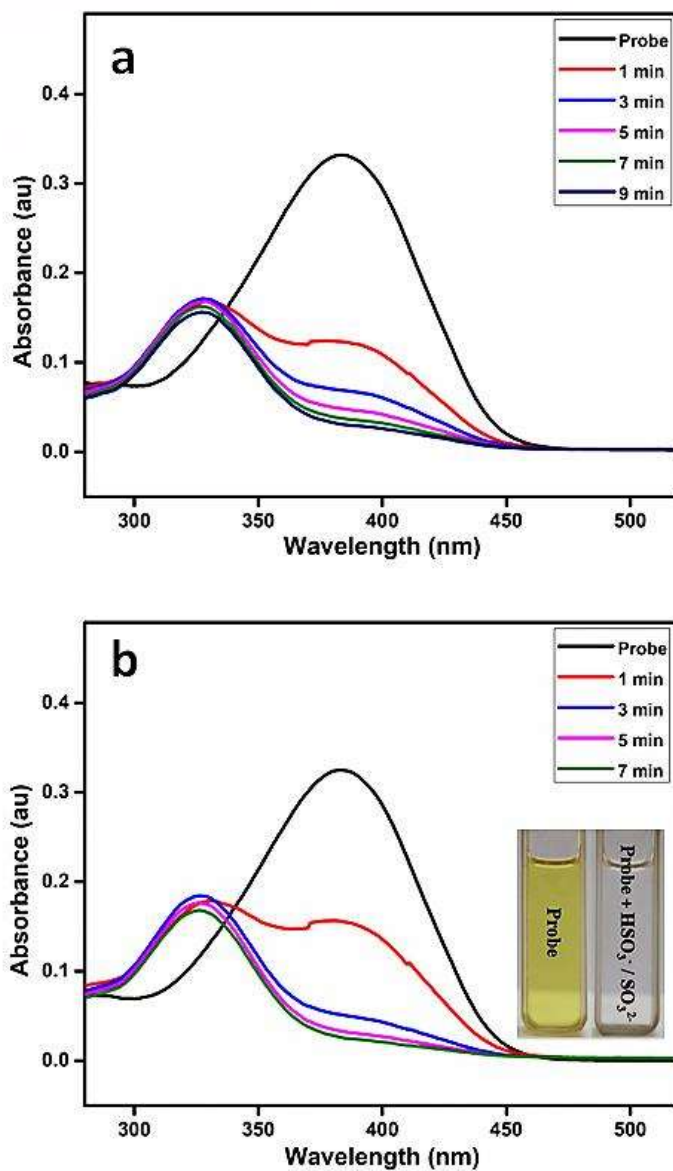 a
Probe
1 min
3 min
5 min
7 min
9 min
0.4
0.3
0.2
0.1
0.0
Absorbance (au)
300
350
400
450
500
Wavelength (nm)
b
Probe
1 min
3 min
5 min
7 min
0.4
0.3
0.2
0.1
0.0
Absorbance (au)
Probe
Probe + HSO₃⁻ / SO₃²⁻
300
350
400
450
500
Wavelength (nm)